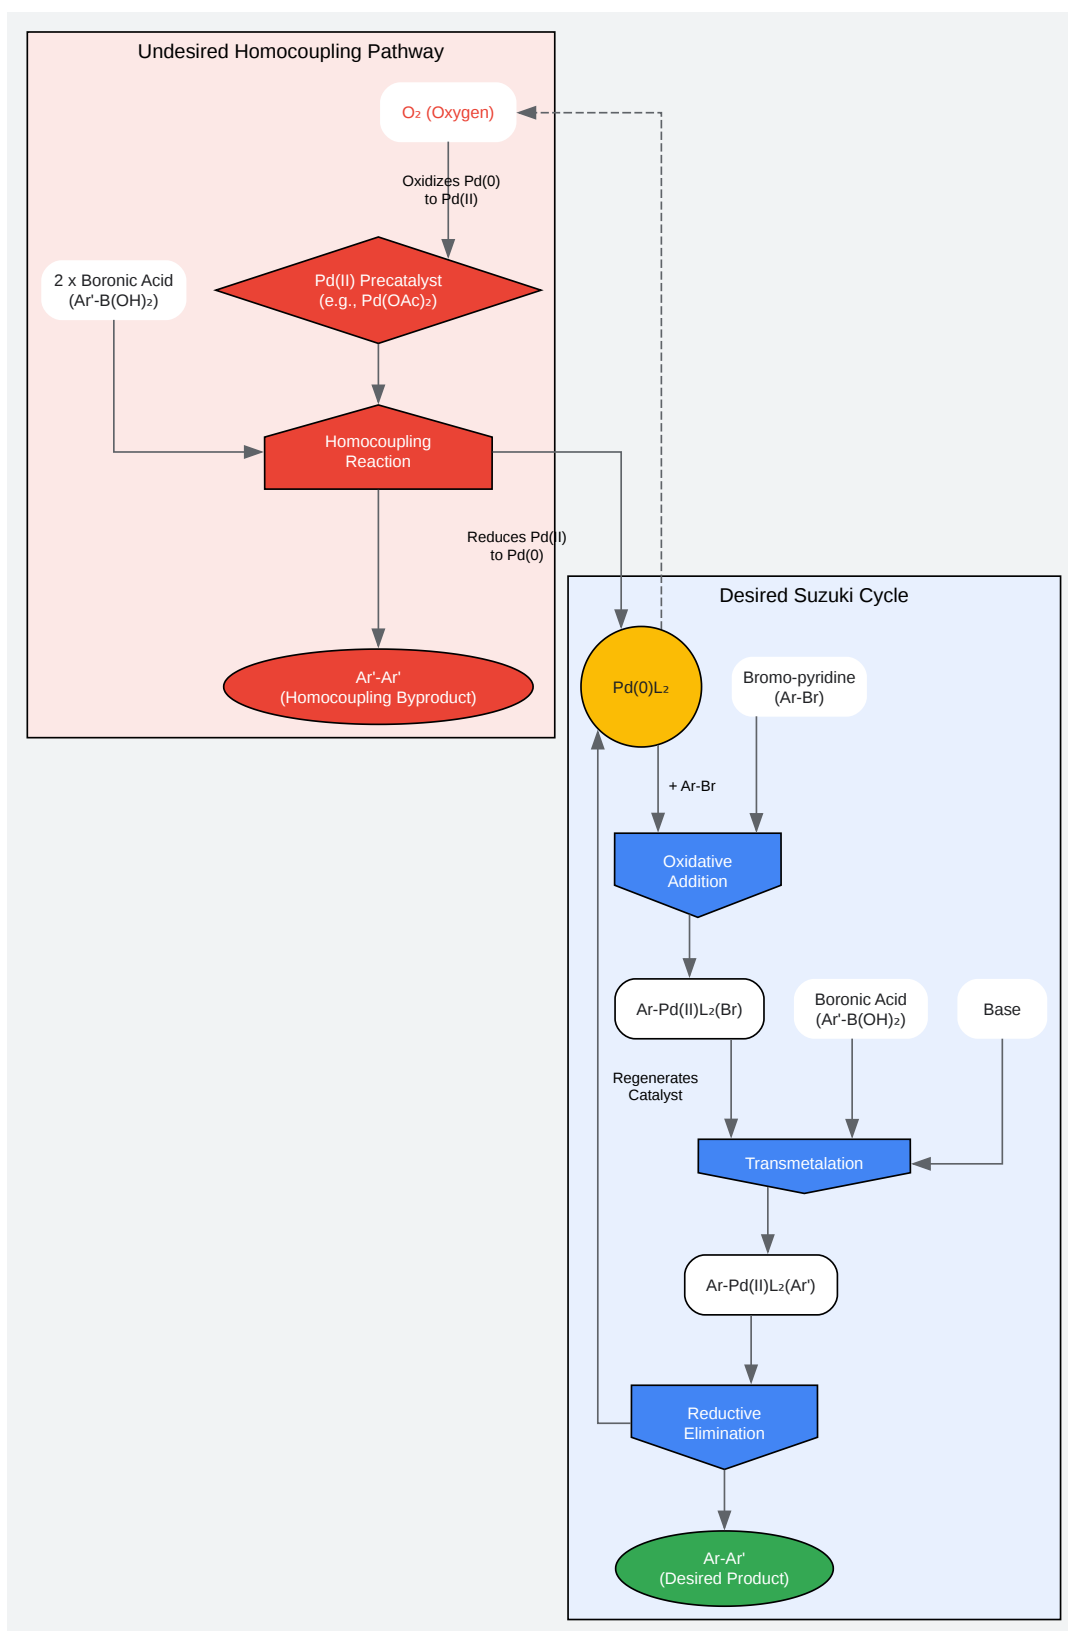 Undesired Homocoupling Pathway
O₂ (Oxygen)
Oxidizes Pd(0)
to Pd(II)
2 x Boronic Acid
(Ar'-B(OH)₂)
Pd(II) Precatalyst
(e.g., Pd(OAc)₂)
Homocoupling
Reaction
Reduces Pd(II)
to Pd(0)
Ar'-Ar'
(Homocoupling Byproduct)
Desired Suzuki Cycle
Pd(0)L₂
Bromo-pyridine
(Ar-Br)
+ Ar-Br
Oxidative
Addition
Ar-Pd(II)L₂(Br)
Boronic Acid
(Ar'-B(OH)₂)
Base
Regenerates
Catalyst
Transmetalation
Ar-Pd(II)L₂(Ar')
Reductive
Elimination
Ar-Ar'
(Desired Product)